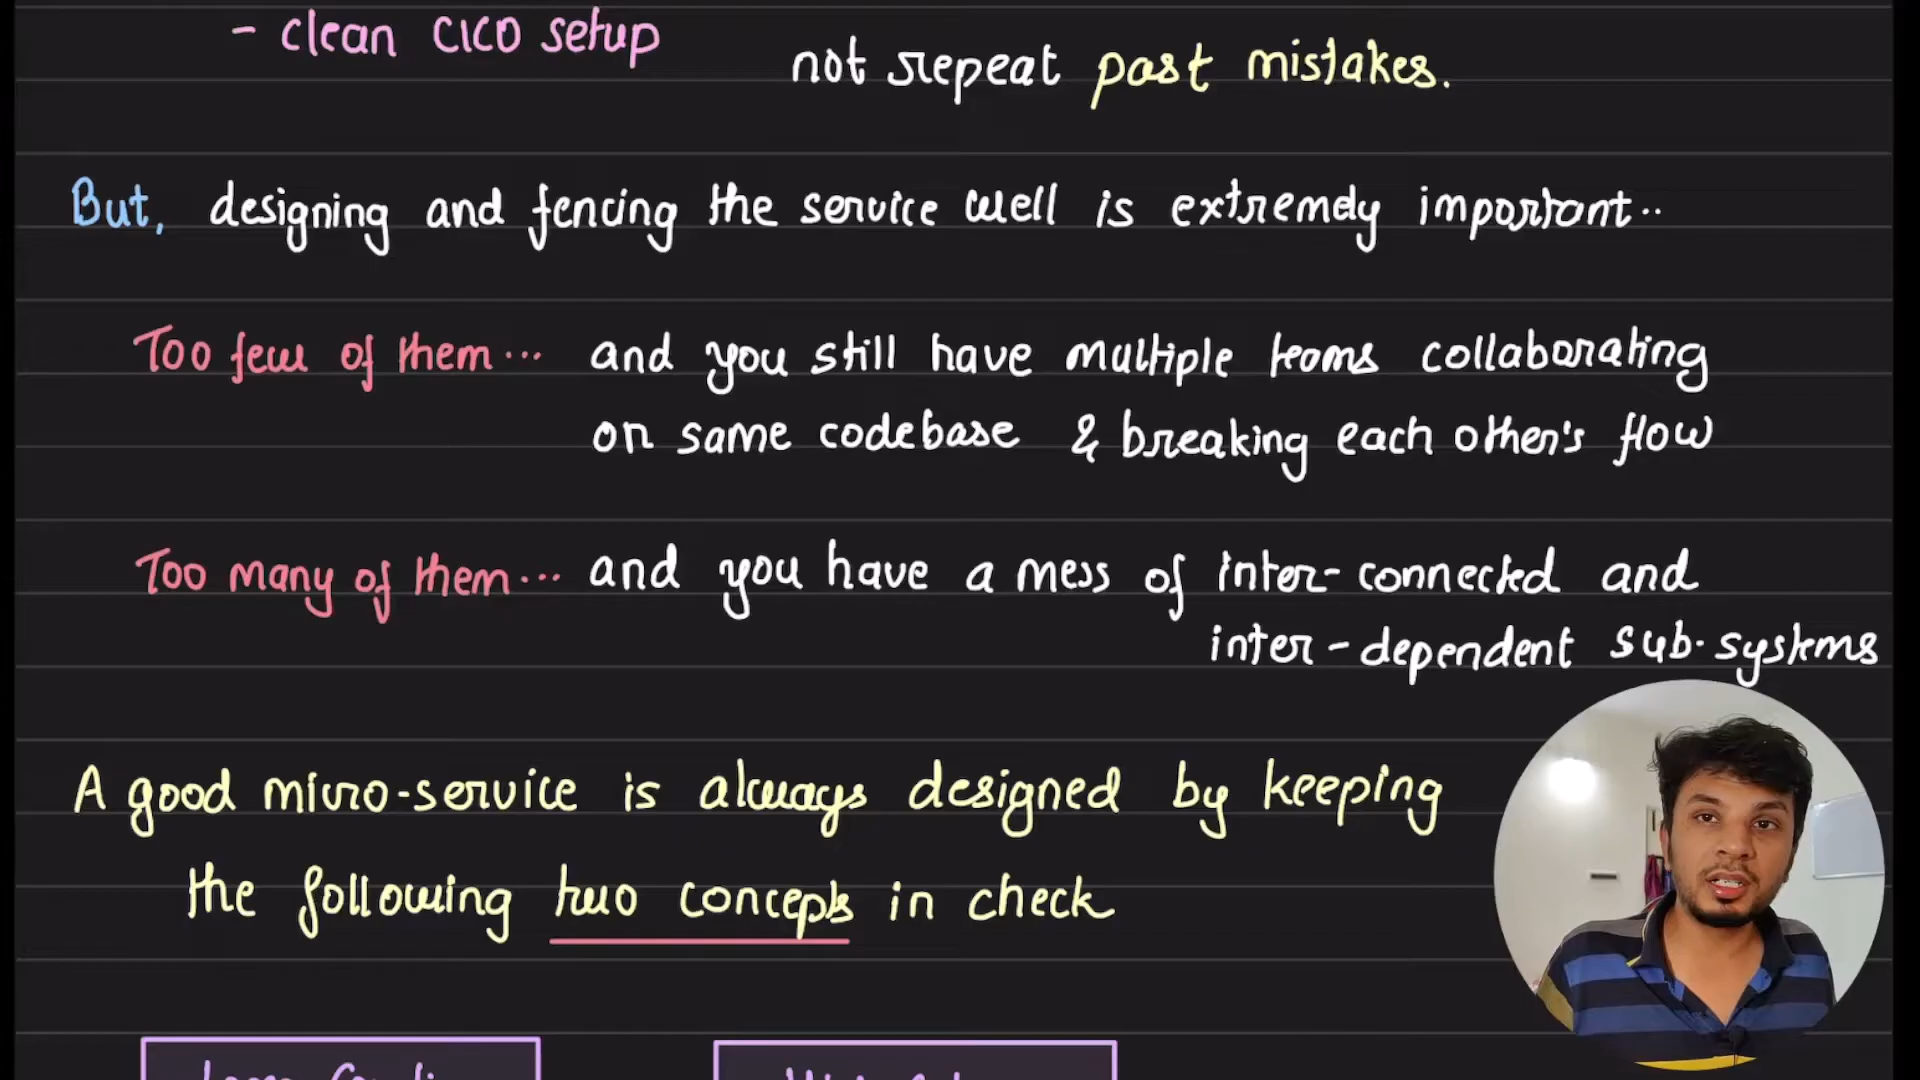 - clean CICD setup
not repeat past mistakes.
But, designing and fencing the service well is extremely important..
Too few of them... and you still have multiple teams collaborating
on same codebase & breaking each other's flow
Too many of them... and you have a mess of inter-connected and
inter-dependent sub-systems
A good micro-service is always designed by keeping
the following two concepts in check